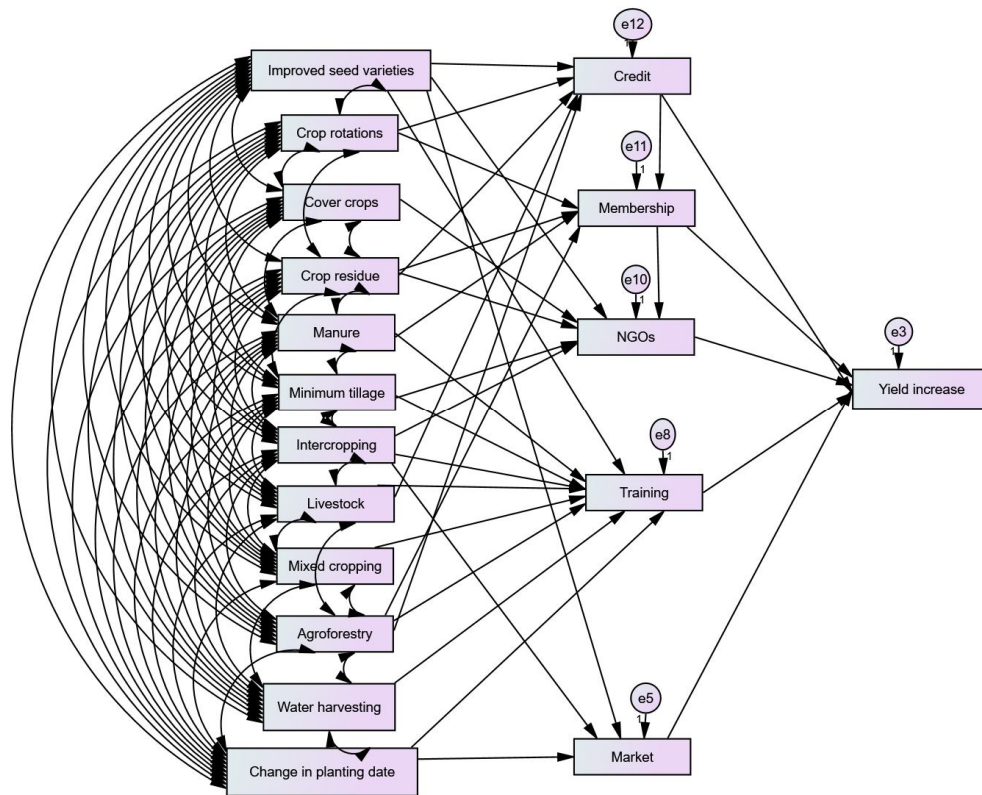 e12
Improved seed varieties
Credit
1
Crop rotations
e11
1
Cover crops
Membership
e10
1
Crop residue
Manure
NGOs
e3
1
Minimum tillage
Yield increase
Intercropping
e8
1
Livestock
Training
Mixed cropping
Agroforestry
Water harvesting
e5
1
Change in planting date
Market